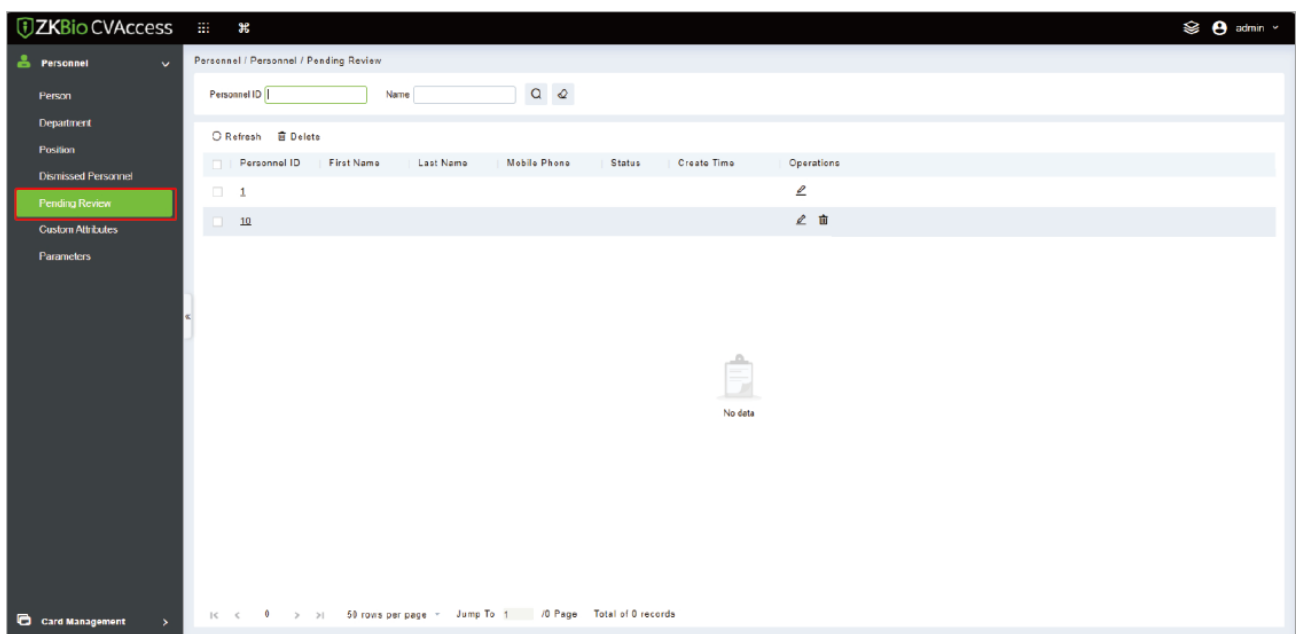 ZKBio CVAccess admin
Personnel
Person
Department
Position
Dismissed Personnel
Pending Review
Custom Attributes
Parameters
Card Management
Personnel / Personnel / Pending Review
Personnel ID Name
Refresh Delete
Personnel ID First Name Last Name Mobile Phone Status Create Time Operations
1
10
No data
0 50 rows per page Jump To 1 /0 Page Total of 0 records